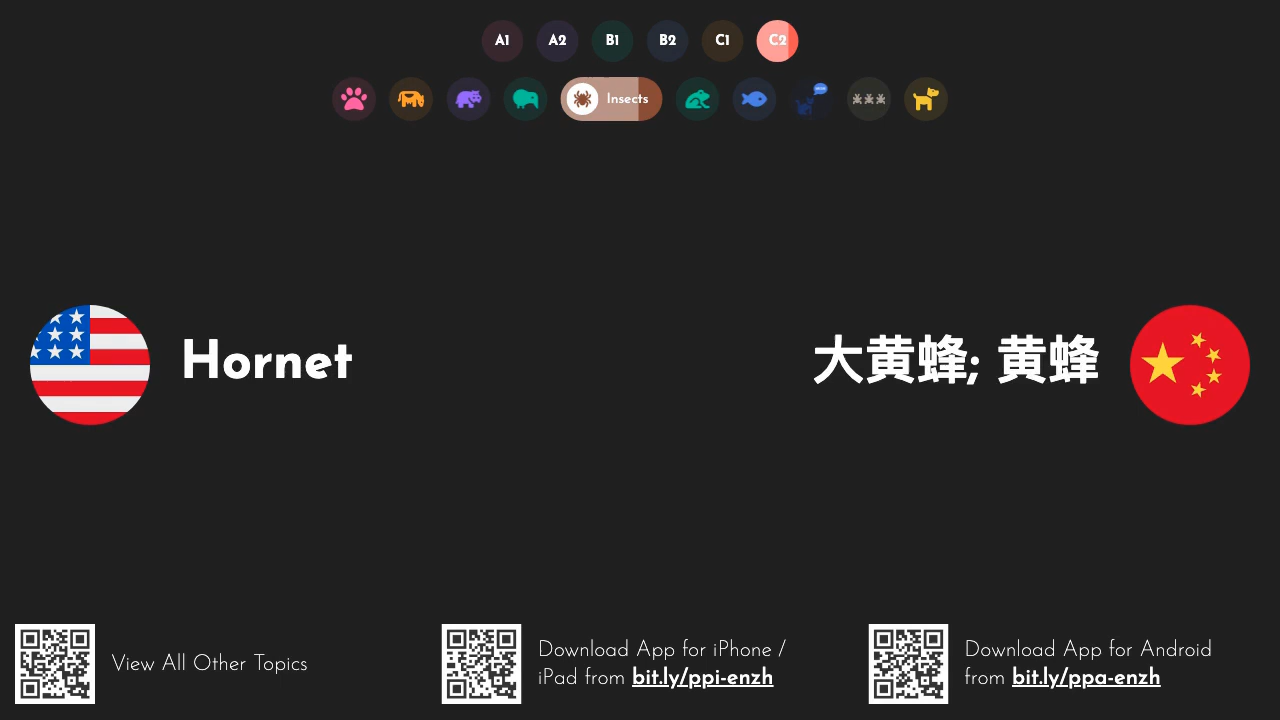 A1 A2 B1 B2 C1 C2
Insects
Hornet
大黄蜂; 黄蜂
View All Other Topics
Download App for iPhone /
iPad from bit.ly/ppi-enzh
Download App for Android
from bit.ly/ppa-enzh